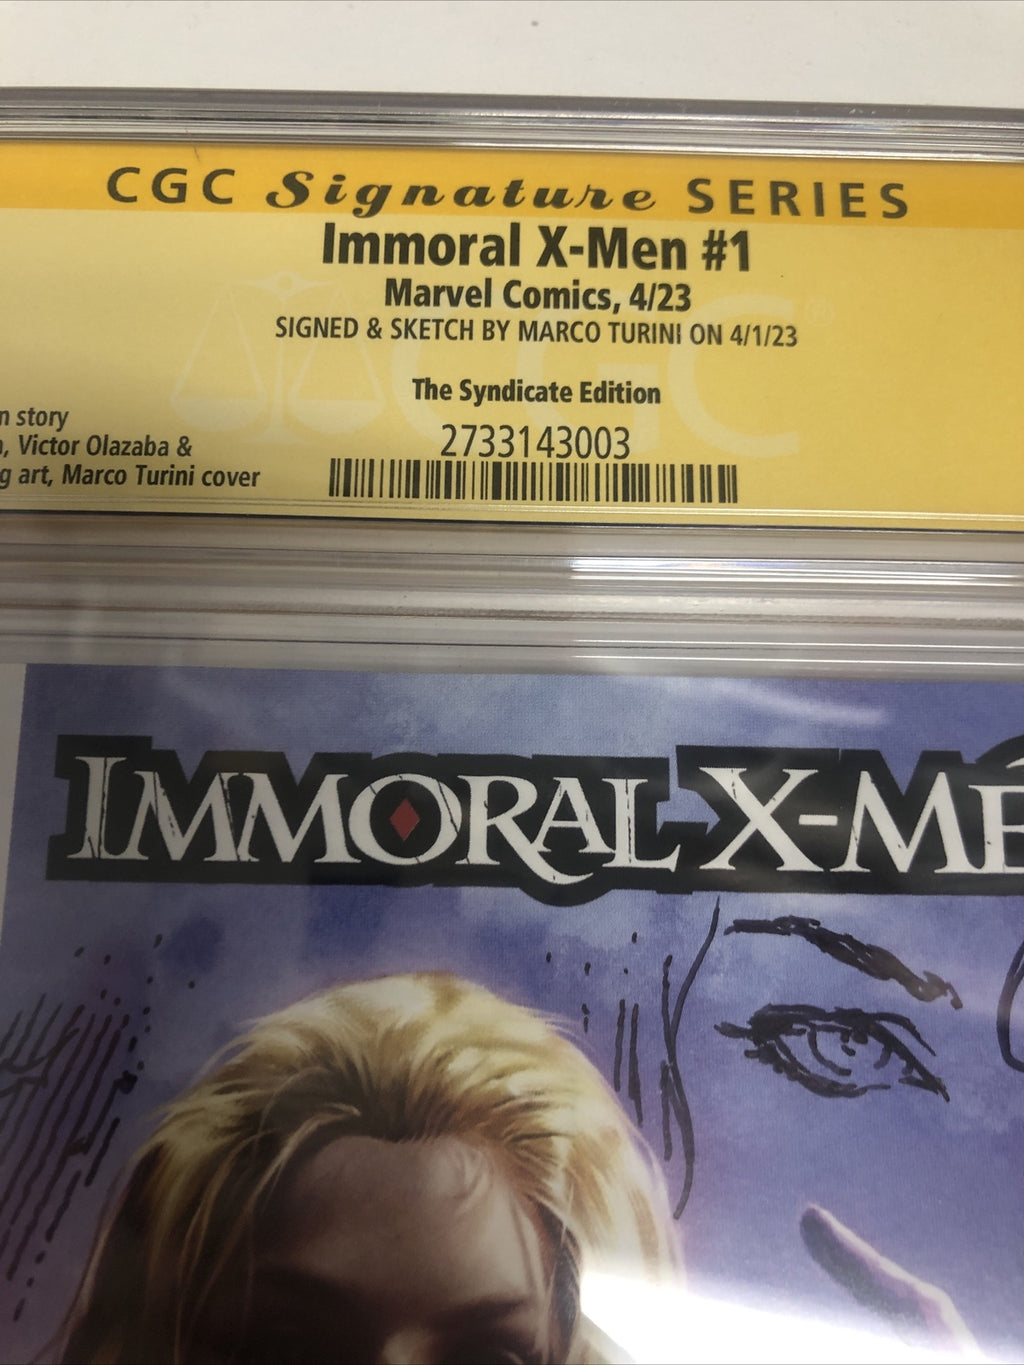 CGC Signature SERIES
Immoral X-Men #1
Marvel Comics, 4/23
SIGNED & SKETCH BY MARCO TURINI ON 4/1/23
The Syndicate Edition
story
Victor Olazaba &
art, Marco Turini cover
2733143003
IMMORAL X-ME